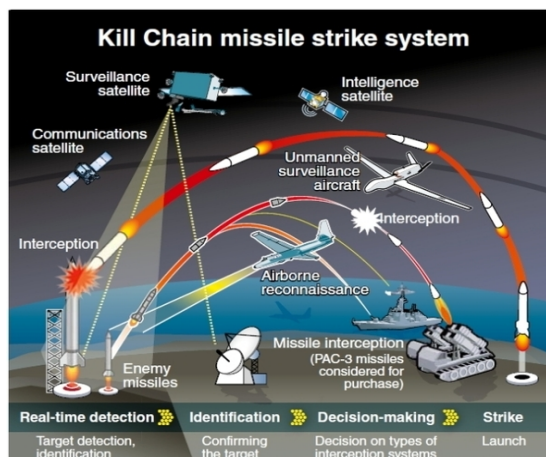 Kill Chain missile strike system
Surveillance
satellite
Intelligence
satellite
Communications
satellite
Unmanned
surveillance
aircraft
Interception
Interception
Airborne
reconnaissance
Enemy
missiles
Missile interception
(PAC-3 missiles
considered for
purchase)
Real-time detection
Identification
Decision-making
Strike
Target detection,
identification
Confirming
the target
Decision on types of
interception systems
Launch